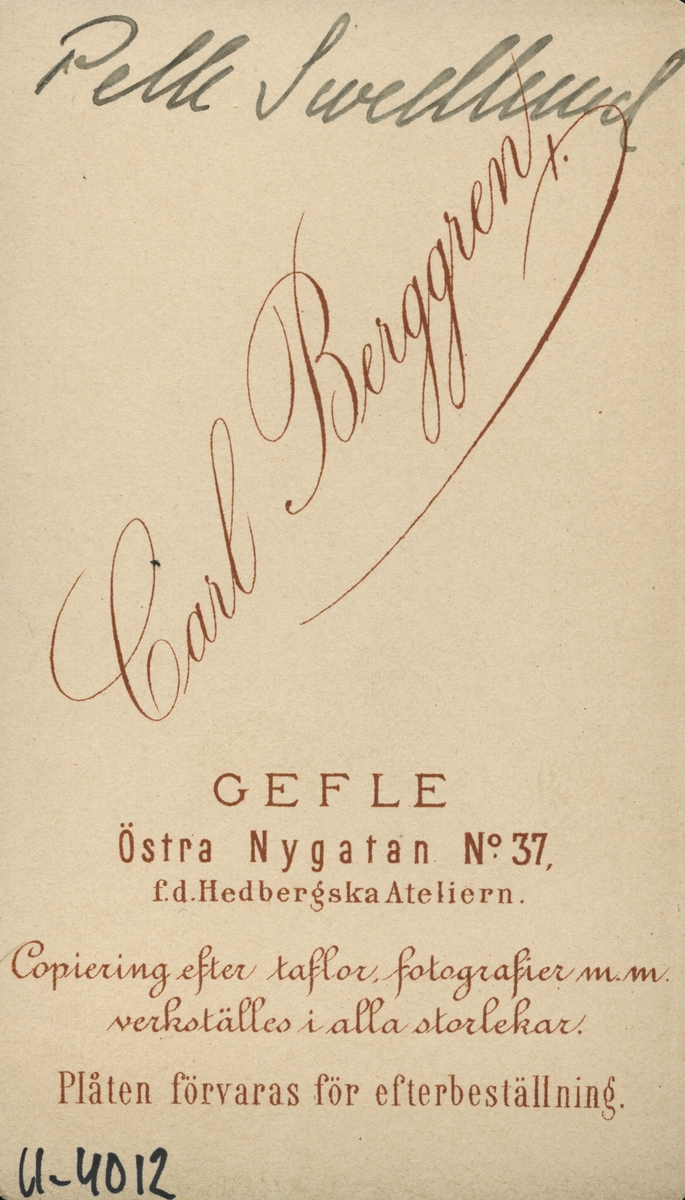 Pelle Swedlund
Carl Berggren
GEFLE
Östra Nygatan No. 37,
f.d. Hedbergska Ateliern.
Copiering efter taflor, fotografier m.m.
verkställes i alla storlekar.
Plåten förvaras för efterbeställning.
U-4012